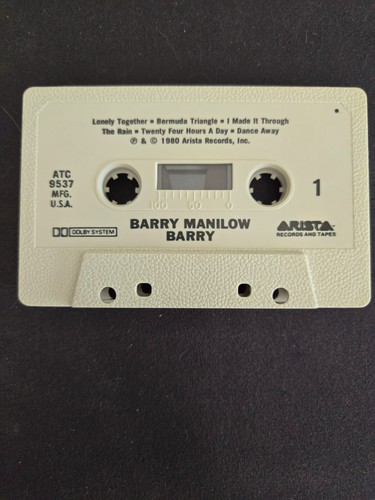 Lonely Together ▪ Bermuda Triangle ▪ I Made It Through
The Rain ▪ Twenty Four Hours A Day ▪ Dance Away
℗ & © 1980 Arista Records, Inc.
ATC
9537
MFG.
U.S.A.
1
100 50 0
DOLBY SYSTEM
BARRY MANILOW
BARRY
ARISTA
RECORDS AND TAPES